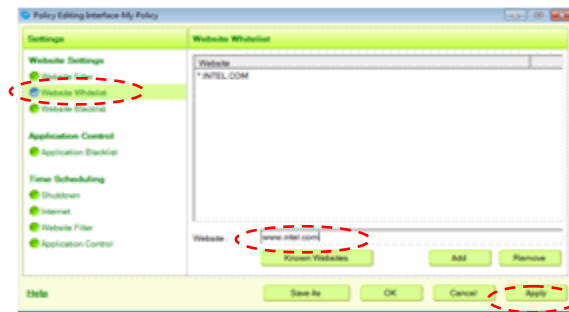 Policy Editing Interface-My Policy
Settings
Website Settings
Website Filter
Website Whitelist
Website Blacklist
Application Control
Application Blacklist
Time Scheduling
Shutdown
Internet
Website Filter
Application Control
Website Whitelist
Website
*.INTEL.COM
Website:
www.intel.com
Known Websites
Add
Remove
Help
Save As
OK
Cancel
Apply